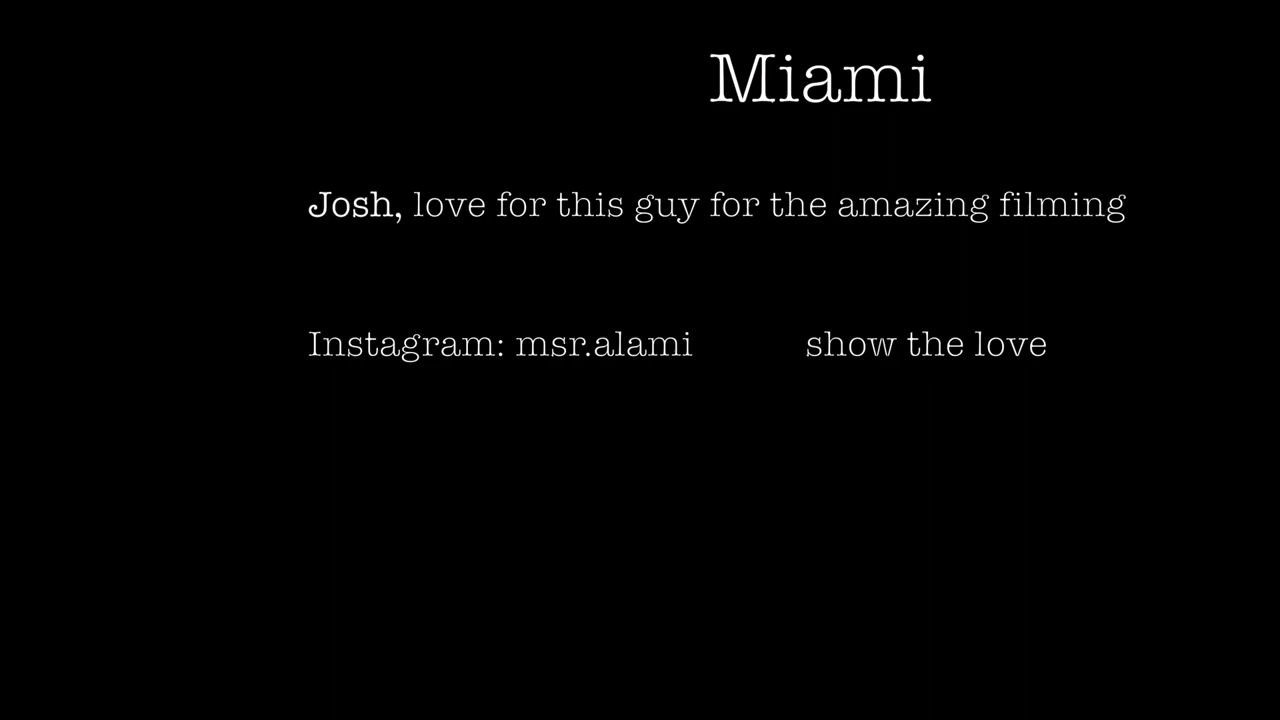 Miami
Josh, love for this guy for the amazing filming
Instagram: msr.alami show the love